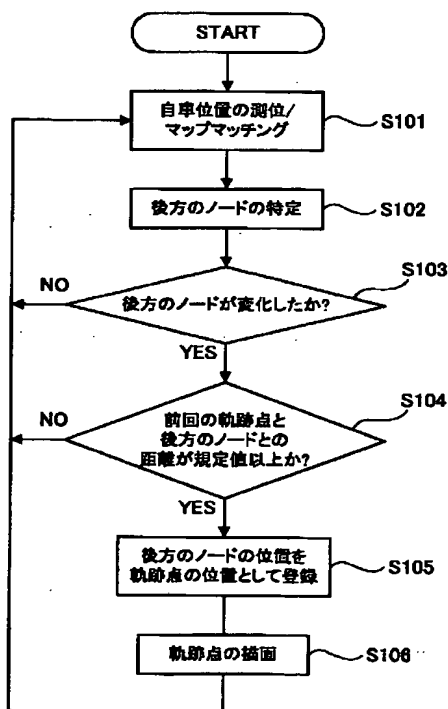 START
自車位置の測位/
マップマッチング
S101
後方のノードの特定
S102
S103
NO
後方のノードが変化したか?
YES
S104
NO
前回の軌跡点と
後方のノードとの
距離が規定値以上か?
YES
後方のノードの位置を
軌跡点の位置として登録
S105
軌跡点の描画
S106